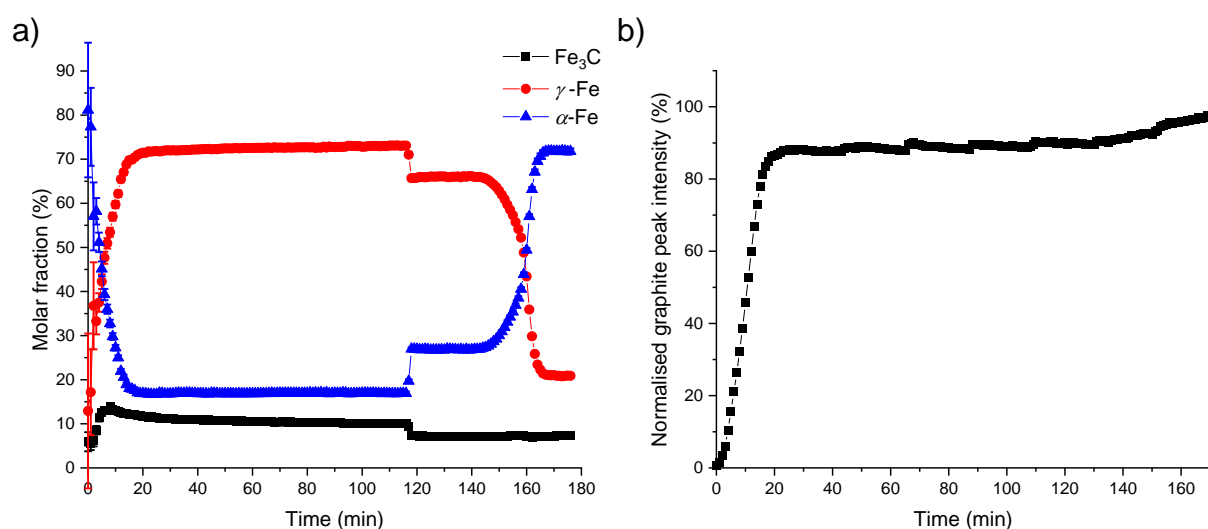 a)
Molar fraction (%)
90
80
70
60
50
40
30
20
10
0
Fe₃C
γ -Fe
α-Fe
0 20 40 60 80 100 120 140 160 180
Time (min)
b)
Normalised graphite peak intensity (%)
100
80
60
40
20
0
0 20 40 60 80 100 120 140 160
Time (min)